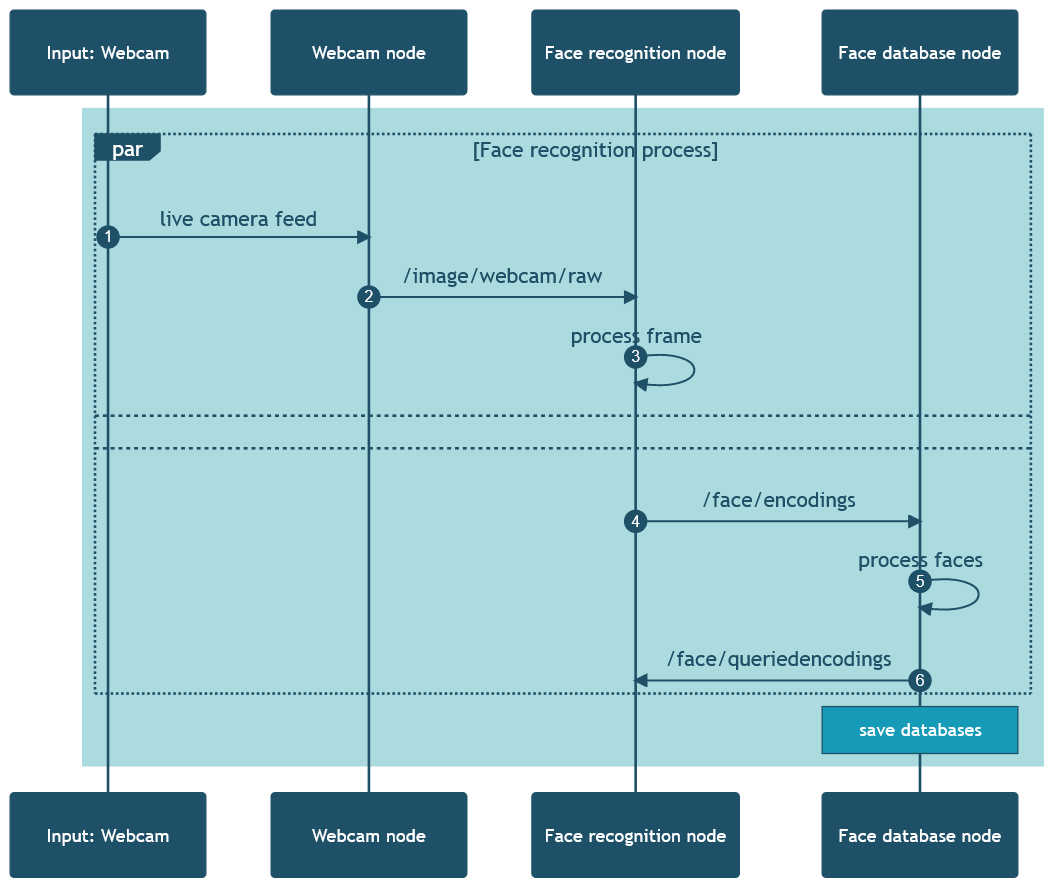 Input: Webcam
Webcam node
Face recognition node
Face database node
par
[Face recognition process]
live camera feed
1
/image/webcam/raw
2
process frame
3
/face/encodings
4
process faces
5
/face/queriedencodings
6
save databases
Input: Webcam
Webcam node
Face recognition node
Face database node